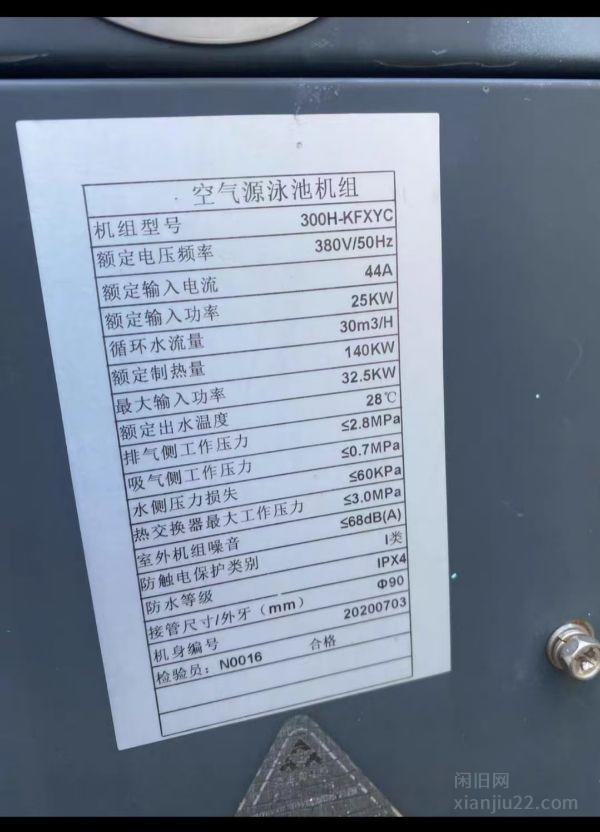 空气源泳池机组
机组型号 300H-KFXYC
额定电压频率 380V/50Hz
额定输入电流 44A
额定输入功率 25KW
循环水流量 30m3/H
额定制热量 140KW
最大输入功率 32.5KW
额定出水温度 28℃
排气侧工作压力 ≤2.8MPa
吸气侧工作压力 ≤0.7MPa
水侧压力损失 ≤60KPa
热交换器最大工作压力 ≤3.0MPa
室外机组噪音 ≤68dB(A)
防触电保护类别 I类
防水等级 IPX4
接管尺寸/外牙（mm） Φ90
机身编号 20200703
检验员：N0016 合格
闲旧网
xianjiu22.com